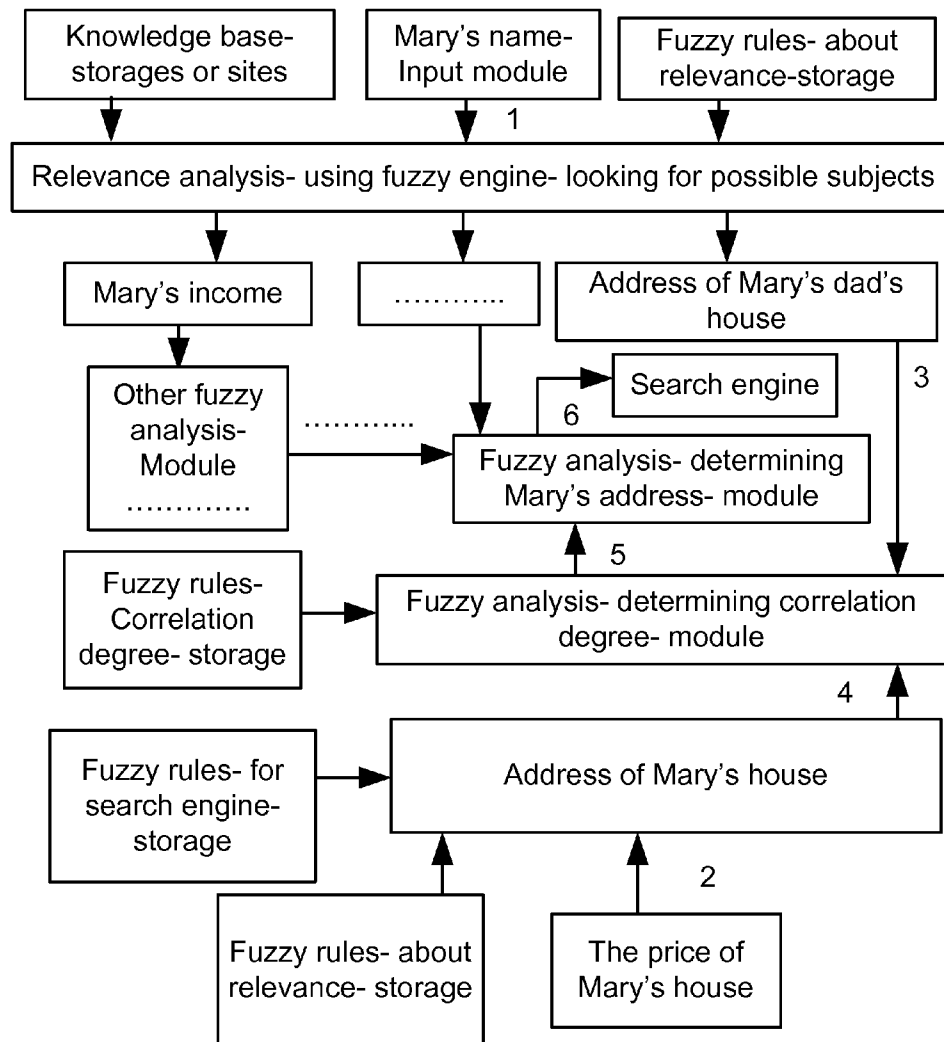 Knowledge base-
storages or sites
Mary's name-
Input module
Fuzzy rules- about
relevance-storage
1
Relevance analysis- using fuzzy engine- looking for possible subjects
Mary's income
…………..
Address of Mary's dad's
house
Other fuzzy
analysis-
Module
………….
…………..
Search engine
3
6
Fuzzy analysis- determining
Mary's address- module
5
Fuzzy rules-
Correlation
degree- storage
Fuzzy analysis- determining correlation
degree- module
4
Fuzzy rules- for
search engine-
storage
Address of Mary's house
2
Fuzzy rules- about
relevance- storage
The price of
Mary's house